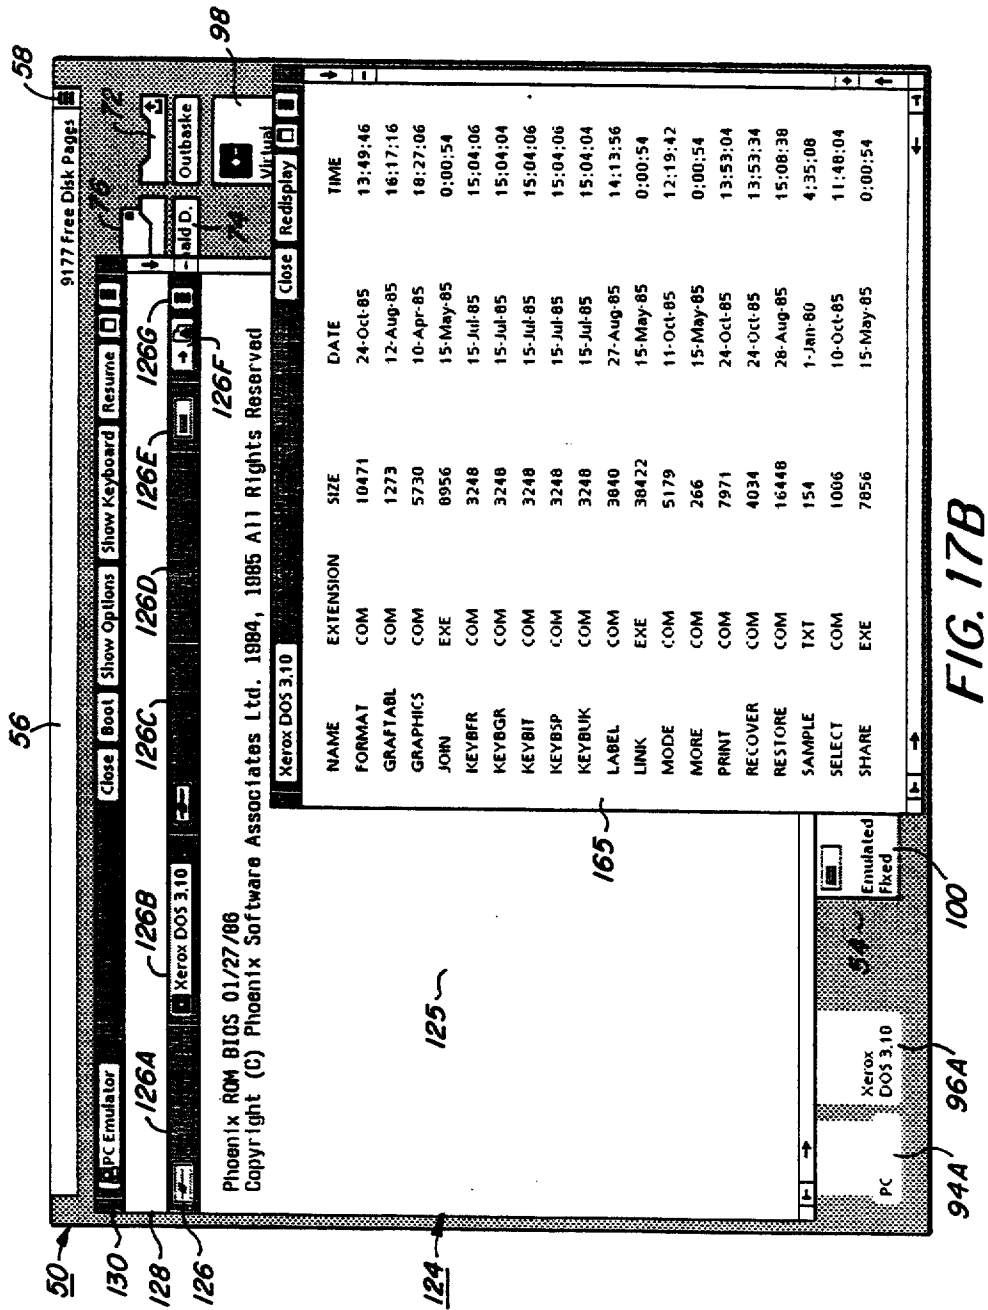 56
58
50
9177 Free Disk Pages
76
72
98
130
PC Emulator
Close Boot Show Options Show Keyboard Resume
128
126A 126B 126C 126D 126E 126G
126
Xerox DOS 3.10
126F
nald D.
Outbaske
74
Virtual
Phoenix ROM BIOS 01/27/86
Copyright (C) Phoenix Software Associates Ltd. 1984, 1985 All Rights Reserved
Xerox DOS 3.10
Close Redisplay
NAME EXTENSION SIZE DATE TIME
FORMAT COM 10471 24-Oct-85 13:49:46
GRAFTABL COM 1273 12-Aug-85 16:17:16
GRAPHICS COM 5730 10-Apr-85 18:27:06
JOIN EXE 8956 15-May-85 0:00:54
KEYBFR COM 3248 15-Jul-85 15:04:06
KEYBGR COM 3248 15-Jul-85 15:04:04
KEYBIT COM 3248 15-Jul-85 15:04:06
KEYBSP COM 3248 15-Jul-85 15:04:06
KEYBUK COM 3248 15-Jul-85 15:04:04
LABEL COM 3840 27-Aug-85 14:13:56
LINK EXE 38422 15-May-85 0:00:54
MODE COM 5179 11-Oct-85 12:19:42
MORE COM 266 15-May-85 0:00:54
PRINT COM 7971 24-Oct-85 13:53:04
RECOVER COM 4034 24-Oct-85 13:53:34
RESTORE COM 16448 28-Aug-85 15:08:38
SAMPLE TXT 154 1-Jan-80 4:35:08
SELECT COM 1006 10-Oct-85 11:48:04
SHARE EXE 7856 15-May-85 0:00:54
125
165
124
PC
Xerox
DOS 3.10
54
Emulated
Fixed
94A'
96A'
100
FIG. 17B